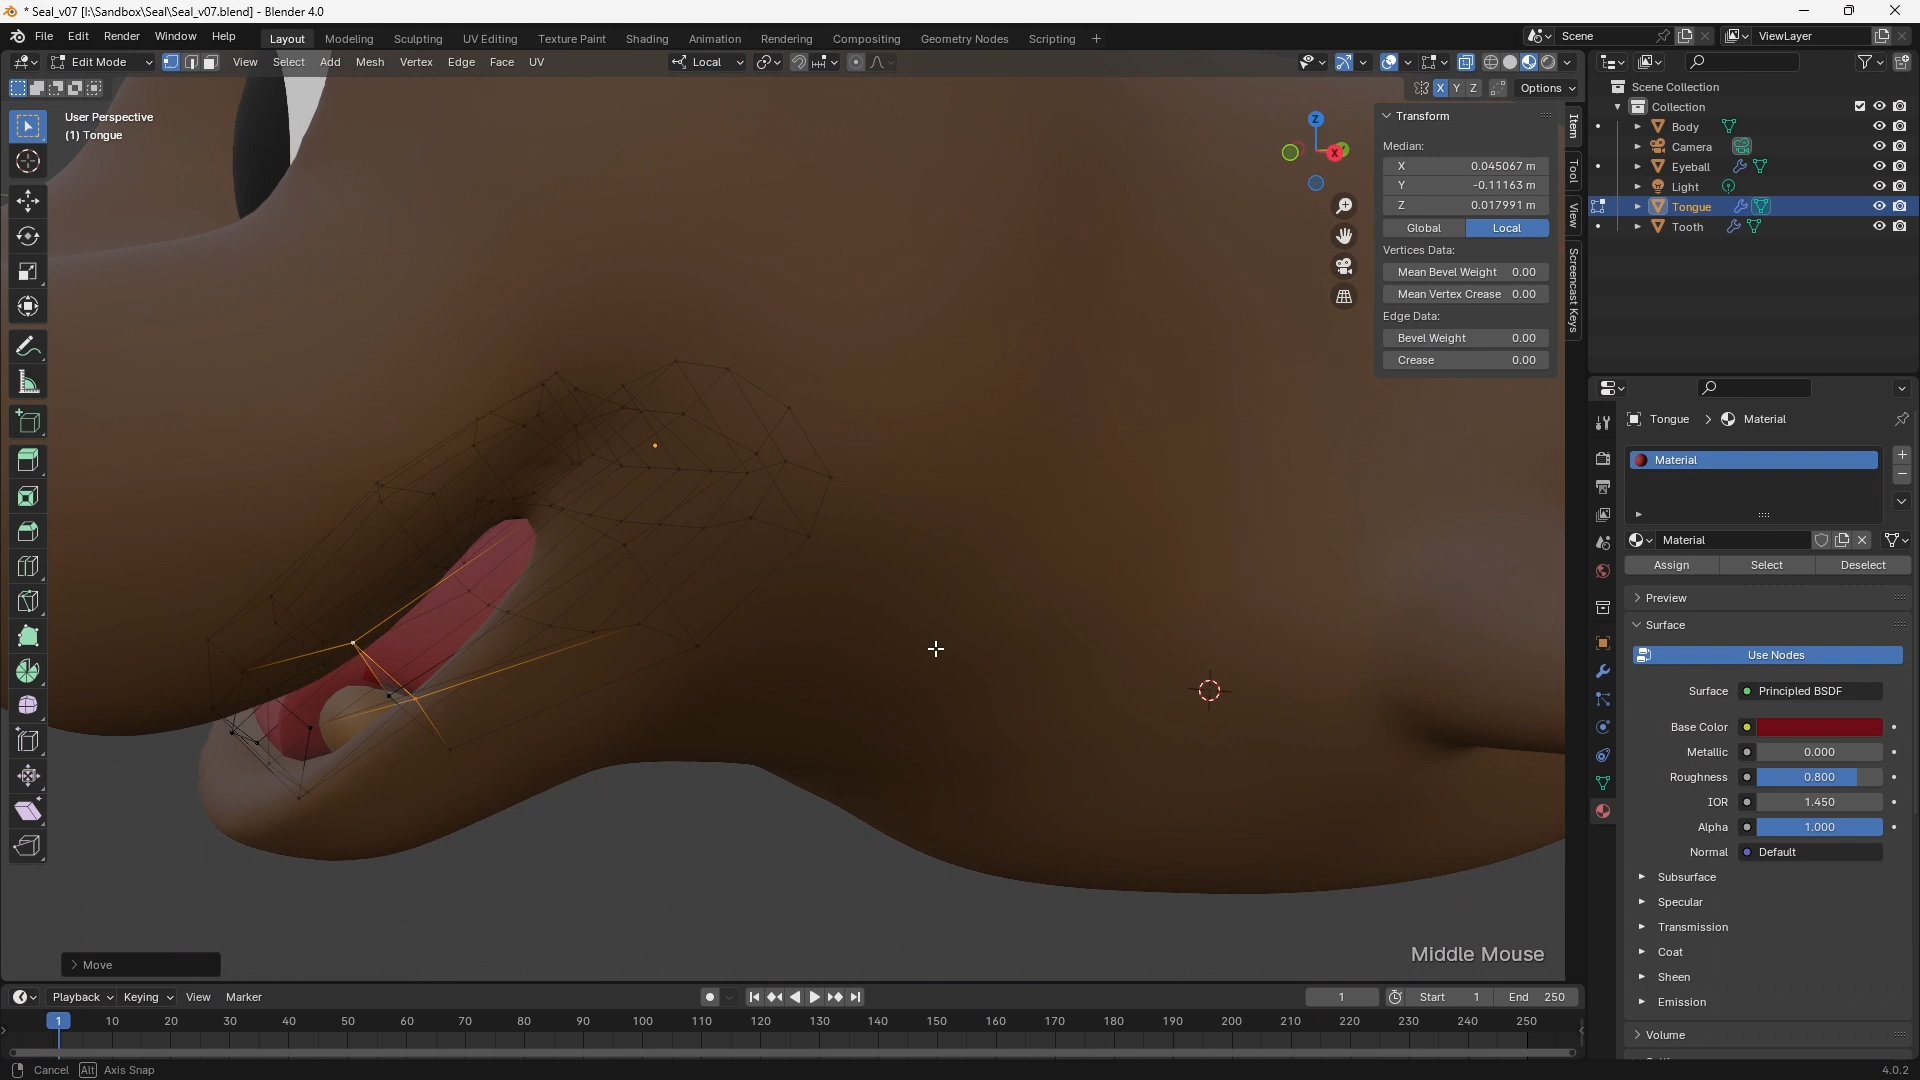 * Seal_v07 [I:\Sandbox\Seal\Seal_v07.blend] - Blender 4.0
File Edit Render Window Help Layout Modeling Sculpting UV Editing Texture Paint Shading Animation Rendering Compositing Geometry Nodes Scripting + Scene ViewLayer
Edit Mode View Select Add Mesh Vertex Edge Face UV Local
X Y Z Options
User Perspective
(1) Tongue
Z
X
Y
Transform
Median:
X 0.045067 m
Y -0.11163 m
Z 0.017991 m
Global Local
Vertices Data:
Mean Bevel Weight 0.00
Mean Vertex Crease 0.00
Edge Data:
Bevel Weight 0.00
Crease 0.00
Item
Tool
View
Screencast Keys
Scene Collection
Collection
Body
Camera
Eyeball
Light
Tongue
Tooth
Tongue > Material
Material
Material
Assign Select Deselect
Preview
Surface
Use Nodes
Surface Principled BSDF
Base Color
Metallic 0.000
Roughness 0.800
IOR 1.450
Alpha 1.000
Normal Default
Subsurface
Specular
Transmission
Coat
Sheen
Emission
Volume
Middle Mouse
> Move
Playback Keying View Marker 1 Start 1 End 250
1 10 20 30 40 50 60 70 80 90 100 110 120 130 140 150 160 170 180 190 200 210 220 230 240 250
Cancel Alt Axis Snap 4.0.2